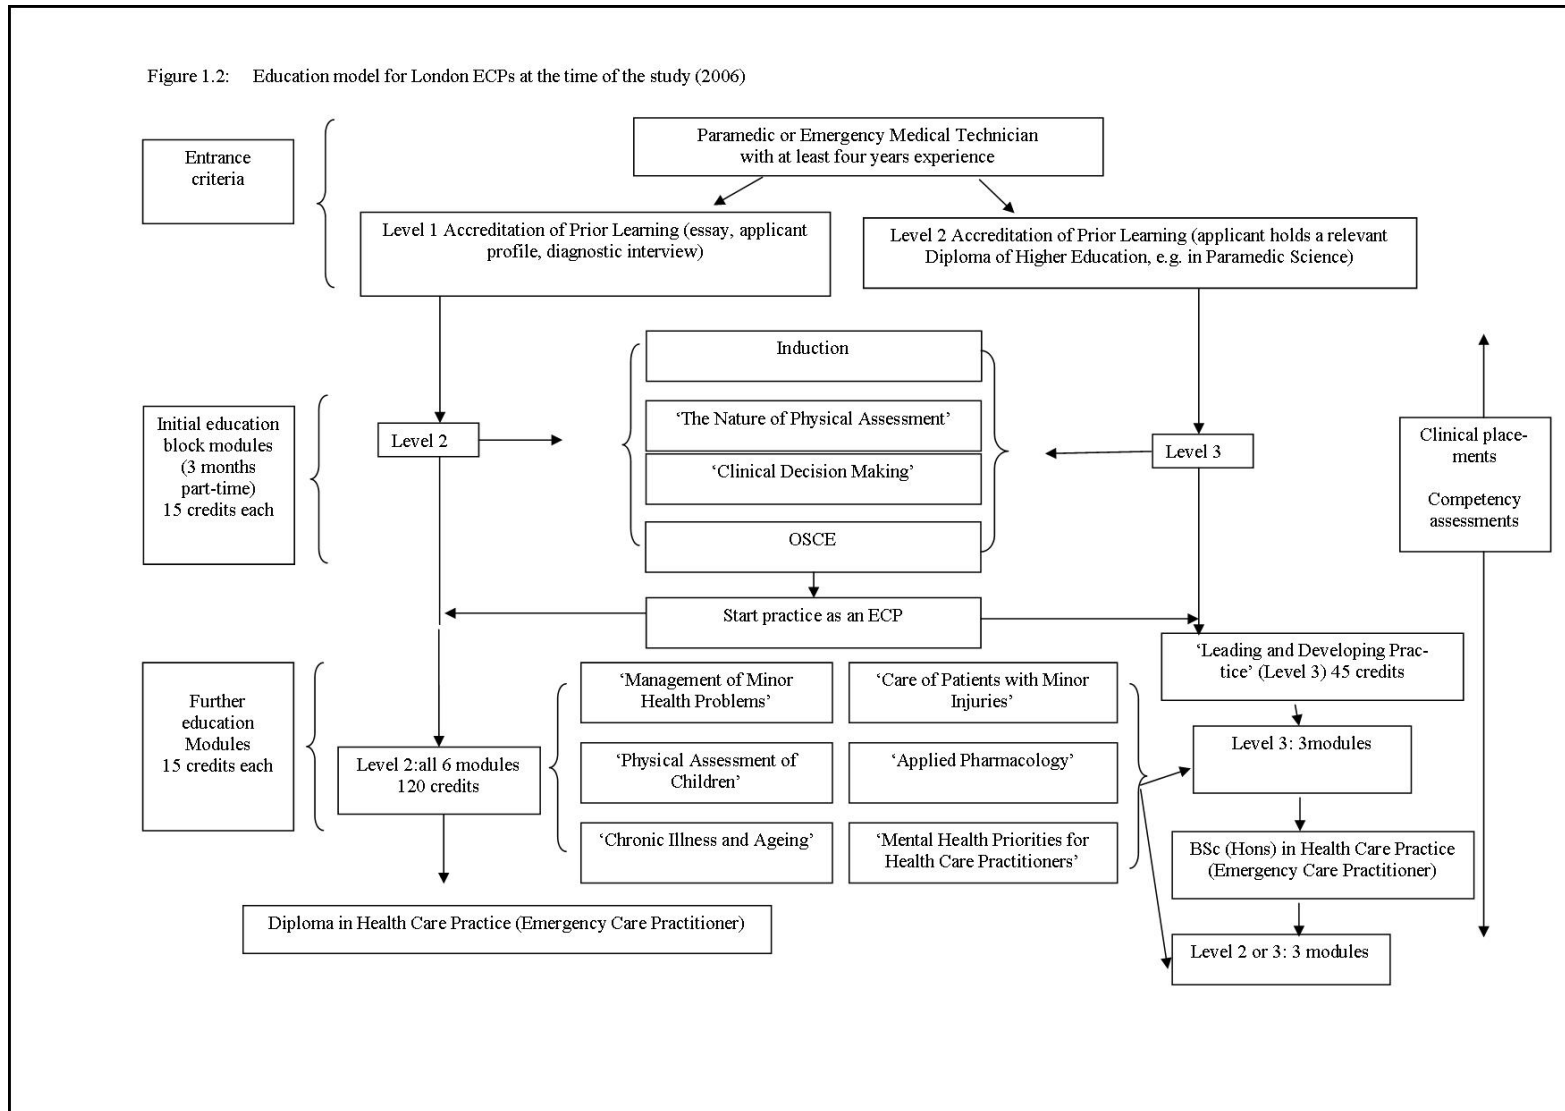 Figure 1.2: Education model for London ECPs at the time of the study (2006)
Paramedic or Emergency Medical Technician
with at least four years experience
Entrance
criteria
Level 1 Accreditation of Prior Learning (essay, applicant
profile, diagnostic interview)
Level 2 Accreditation of Prior Learning (applicant holds a relevant
Diploma of Higher Education, e.g. in Paramedic Science)
Induction
Initial education
block modules
(3 months
part-time)
15 credits each
Level 2
‘The Nature of Physical Assessment’
‘Clinical Decision Making’
Level 3
Clinical place-
ments
Competency
assessments
OSCE
Start practice as an ECP
‘Leading and Developing Prac-
tice’ (Level 3) 45 credits
Further
education
Modules
15 credits each
Level 2:all 6 modules
120 credits
‘Management of Minor
Health Problems’
‘Care of Patients with Minor
Injuries’
‘Physical Assessment of
Children’
‘Applied Pharmacology’
‘Chronic Illness and Ageing’
‘Mental Health Priorities for
Health Care Practitioners’
Level 3: 3modules
BSc (Hons) in Health Care Practice
(Emergency Care Practitioner)
Diploma in Health Care Practice (Emergency Care Practitioner)
Level 2 or 3: 3 modules